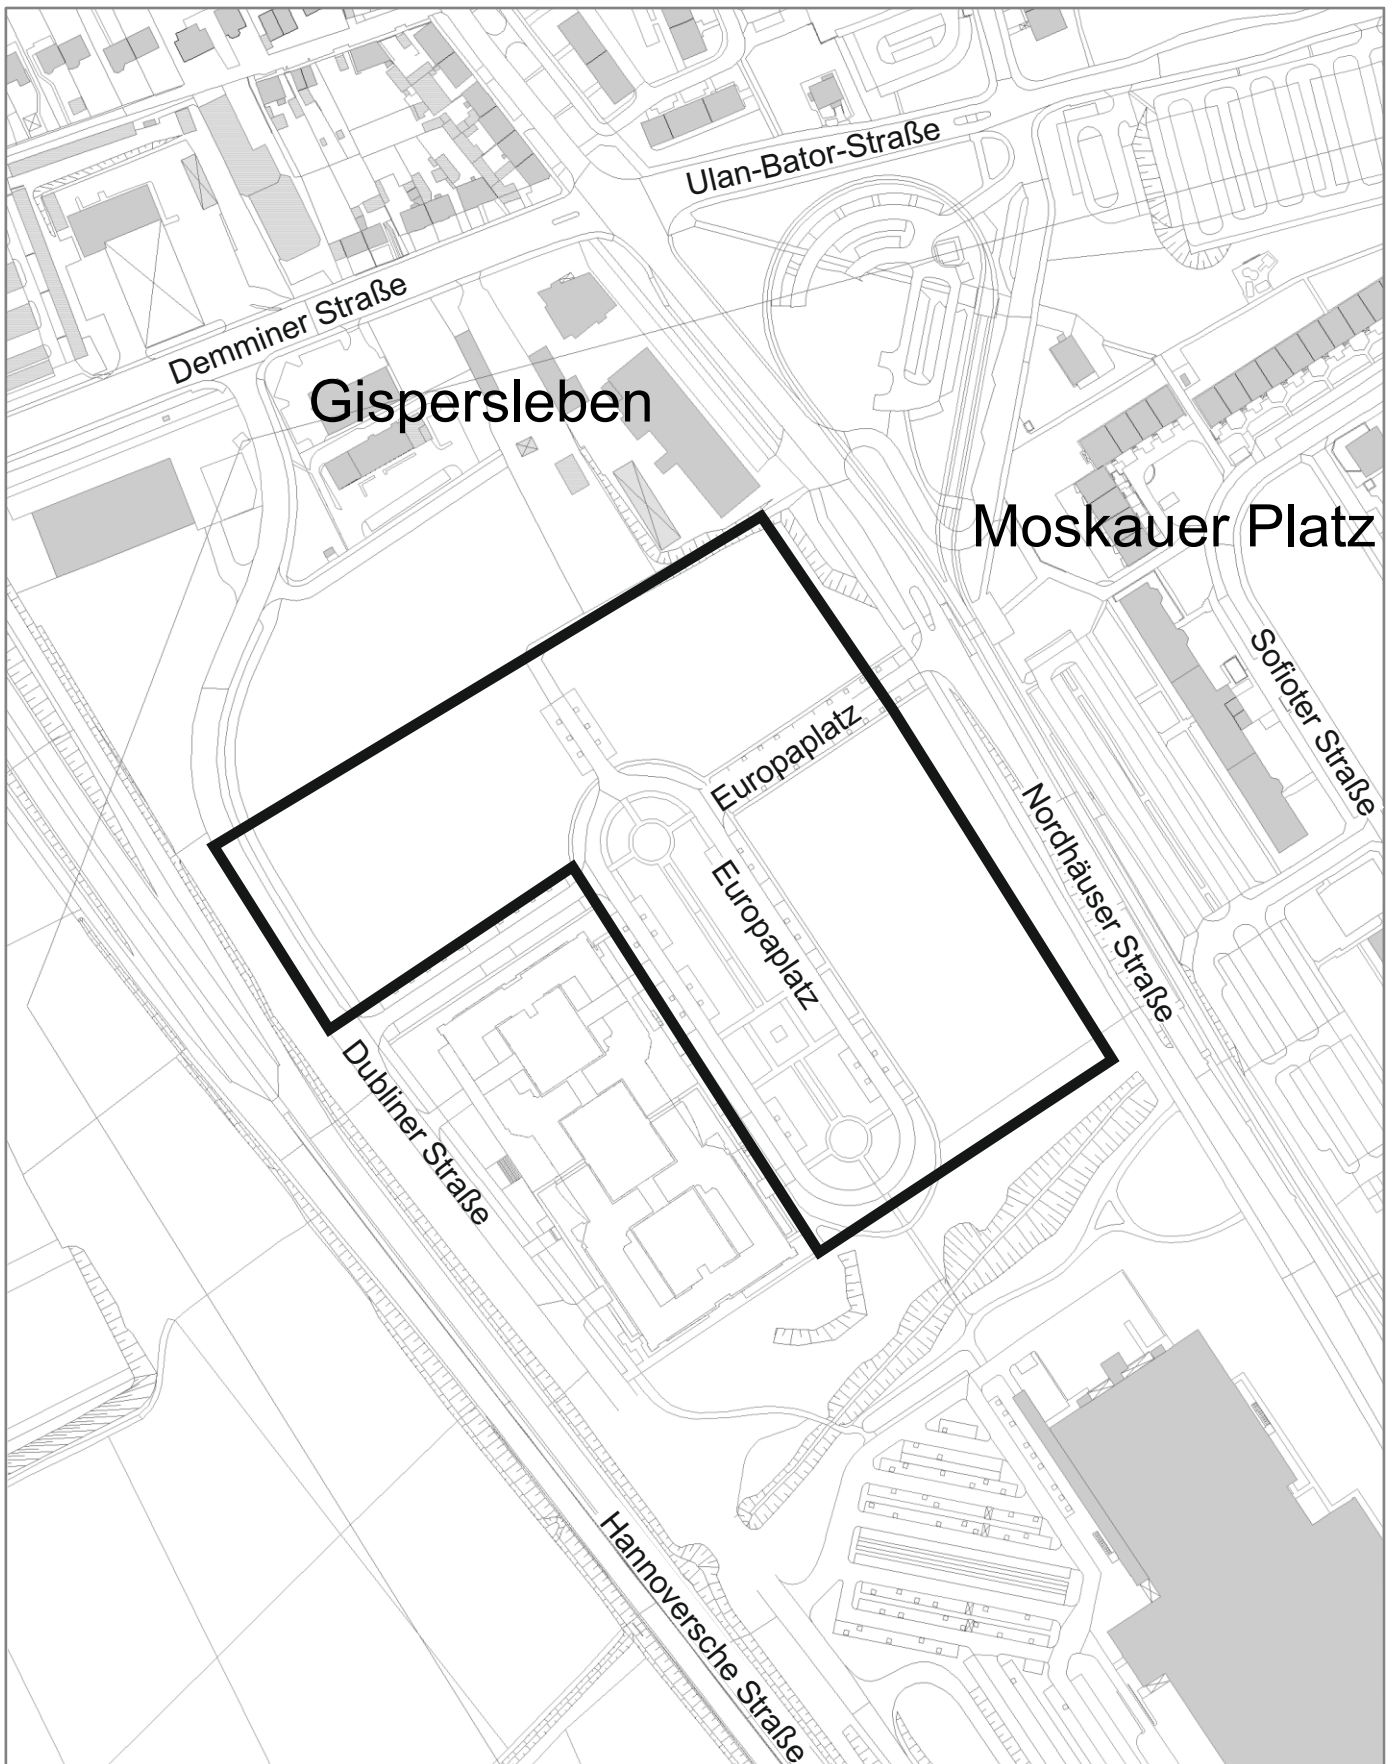 Ulan-Bator-Straße
Demminer Straße
Gispersleben
Moskauer Platz
Sofioter Straße
Europaplatz
Nordhäuser Straße
Europaplatz
Dubliner Straße
Hannoversche Straße